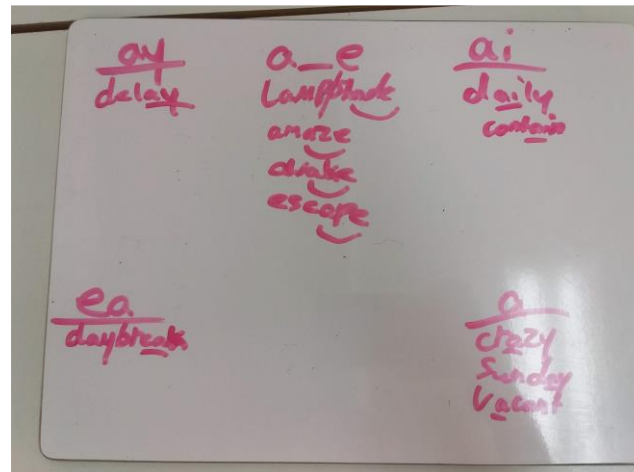 ay
delay
a_e
Lampshade
amaze
awake
escape
ai
daily
contain
ea
daybreak
a
crazy
Sunday
Vacant